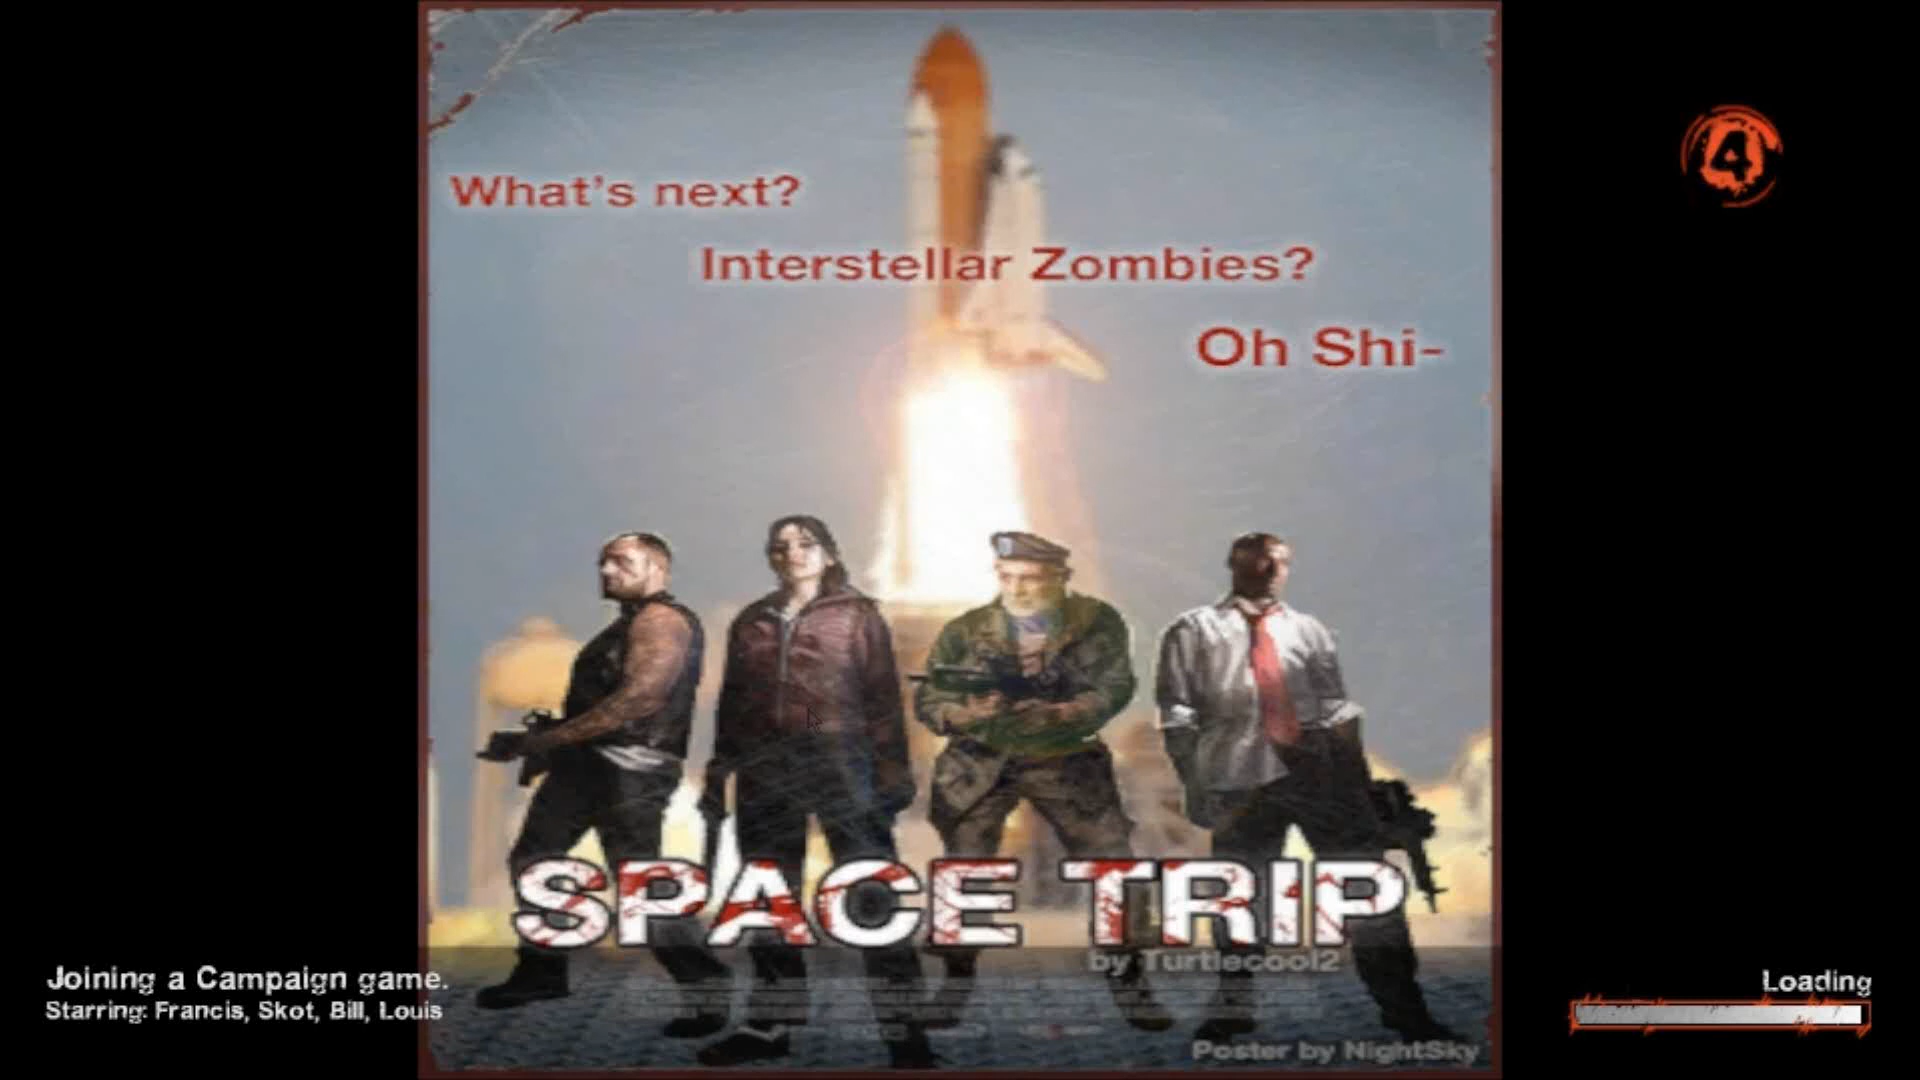 What's next?
Interstellar Zombies?
Oh Shi-
4
SPACE TRIP
by Turtlecool2
Joining a Campaign game.
Starring: Francis, Skot, Bill, Louis
Loading
Poster by NightSky